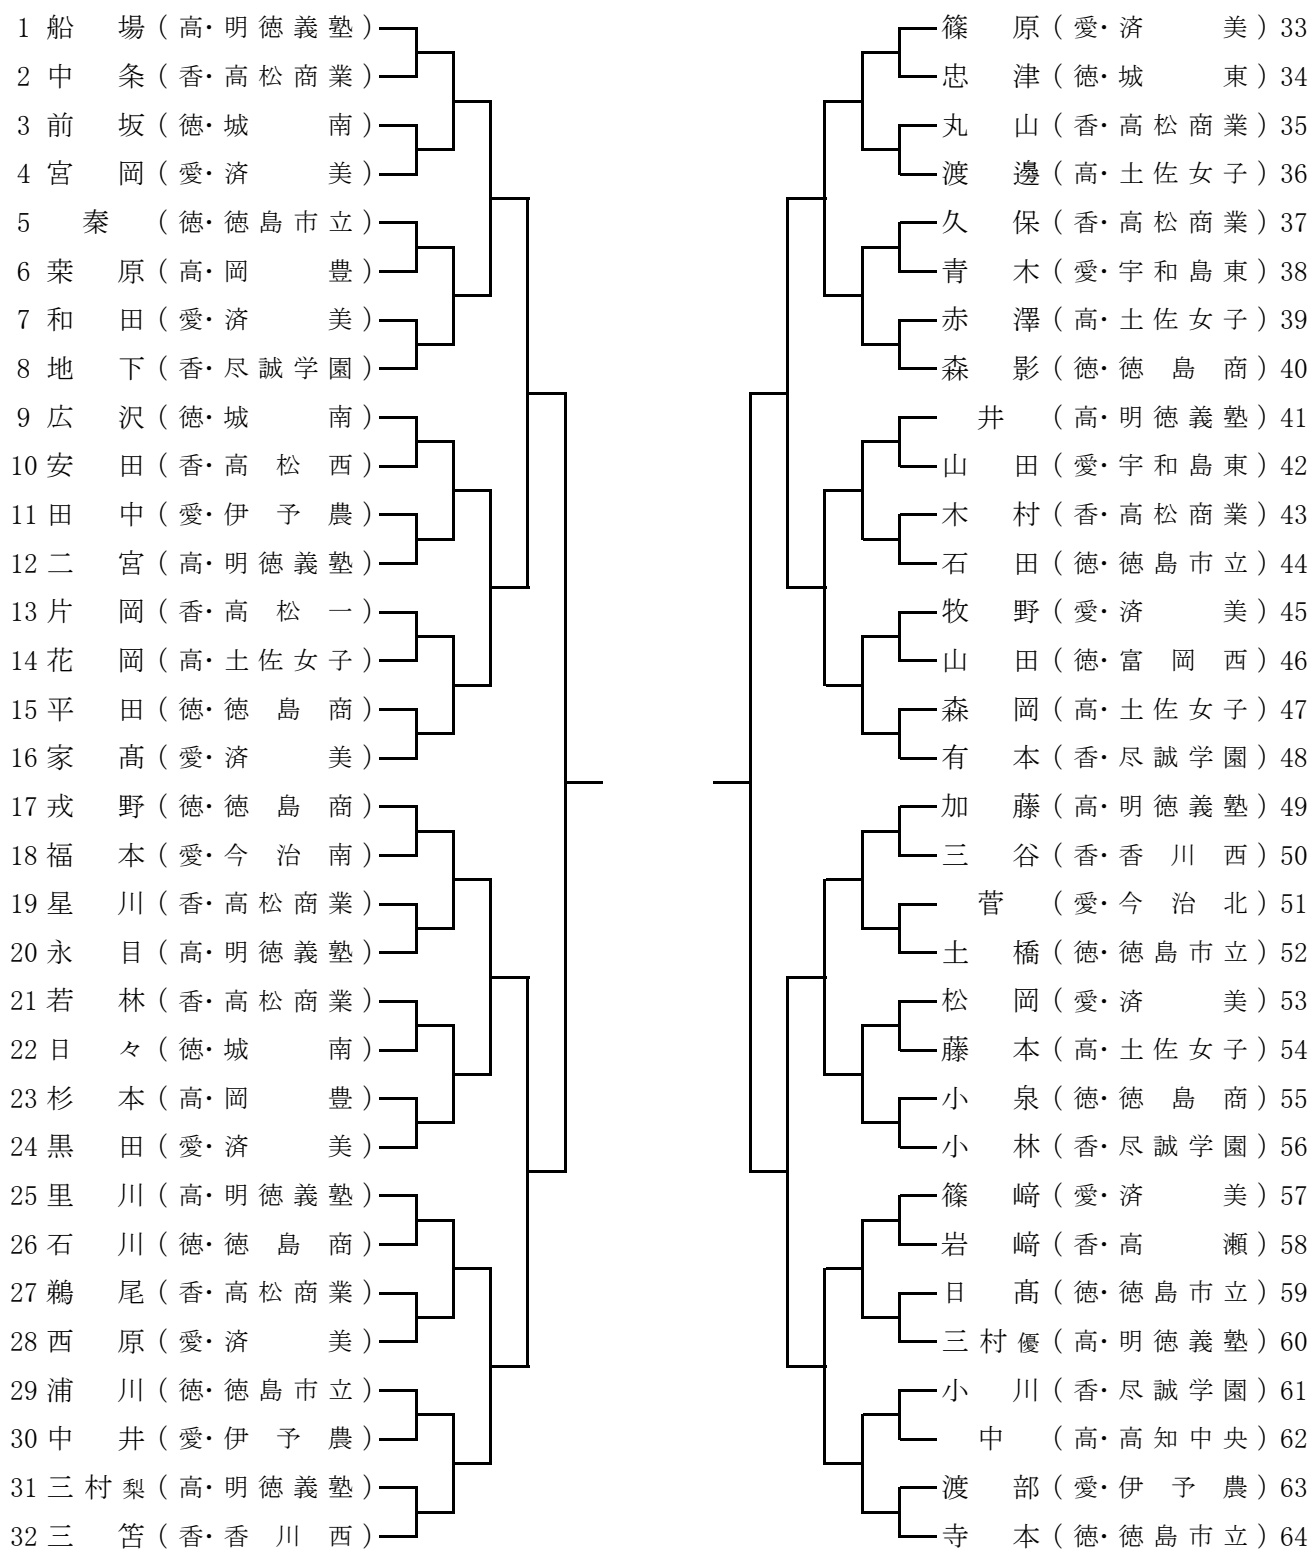 1 船場(高・明徳義塾)
2 中条(香・高松商業)
3 前坂(徳・城南)
4 宮岡(愛・済美)
5 秦(徳・徳島市立)
6 桒原(高・岡豊)
7 和田(愛・済美)
8 地下(香・尽誠学園)
9 広沢(徳・城南)
10 安田(香・高松西)
11 田中(愛・伊予農)
12 二宮(高・明徳義塾)
13 片岡(香・高松一)
14 花岡(高・土佐女子)
15 平田(徳・徳島商)
16 家髙(愛・済美)
17 戎野(徳・徳島商)
18 福本(愛・今治南)
19 星川(香・高松商業)
20 永目(高・明徳義塾)
21 若林(香・高松商業)
22 日々(徳・城南)
23 杉本(高・岡豊)
24 黒田(愛・済美)
25 里川(高・明徳義塾)
26 石川(徳・徳島商)
27 鵜尾(香・高松商業)
28 西原(愛・済美)
29 浦川(徳・徳島市立)
30 中井(愛・伊予農)
31 三村梨(高・明徳義塾)
32 三笘(香・香川西)
篠原(愛・済美)33
忠津(徳・城東)34
丸山(香・高松商業)35
渡邊(高・土佐女子)36
久保(香・高松商業)37
青木(愛・宇和島東)38
赤澤(高・土佐女子)39
森影(徳・徳島商)40
井(高・明徳義塾)41
山田(愛・宇和島東)42
木村(香・高松商業)43
石田(徳・徳島市立)44
牧野(愛・済美)45
山田(徳・富岡西)46
森岡(高・土佐女子)47
有本(香・尽誠学園)48
加藤(高・明徳義塾)49
三谷(香・香川西)50
菅(愛・今治北)51
土橋(徳・徳島市立)52
松岡(愛・済美)53
藤本(高・土佐女子)54
小泉(徳・徳島商)55
小林(香・尽誠学園)56
篠﨑(愛・済美)57
岩﨑(香・高瀬)58
日髙(徳・徳島市立)59
三村優(高・明徳義塾)60
小川(香・尽誠学園)61
中(高・高知中央)62
渡部(愛・伊予農)63
寺本(徳・徳島市立)64